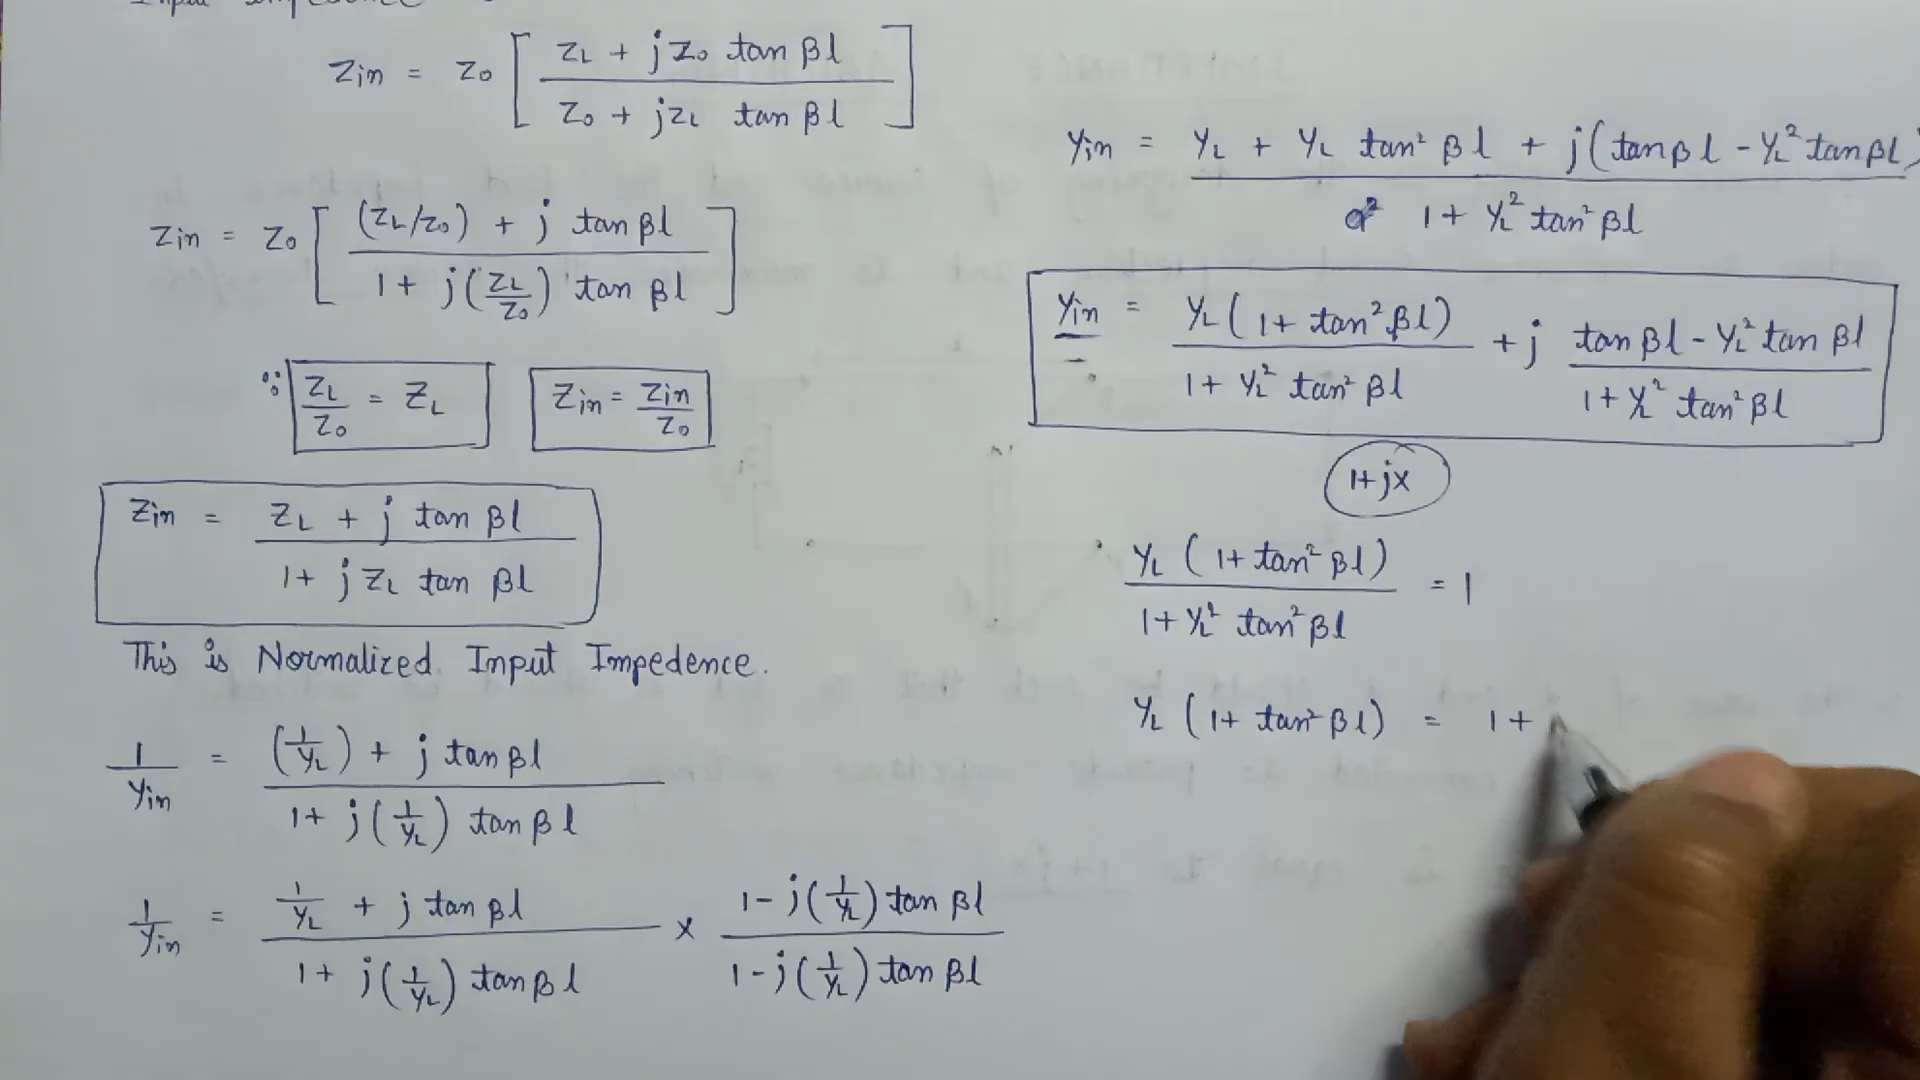 Input Impedence
Zin = Z₀ [ (ZL + jZ₀ tan βl) / (Z₀ + jZL tan βl) ]
Zin = Z₀ [ ((ZL/Z₀) + j tan βl) / (1 + j(ZL/Z₀) tan βl) ]
∵ ZL/Z₀ = ZL Zin = Zin/Z₀
Zin = (ZL + j tan βl) / (1 + j ZL tan βl)
This is Normalized Input Impedence.
1/Yin = ((1/YL) + j tan βl) / (1 + j(1/YL) tan βl)
1/Yin = (1/YL + j tan βl) / (1 + j(1/YL) tan βl) × (1 - j(1/YL) tan βl) / (1 - j(1/YL) tan βl)
Yin = (YL + YL tan² βl + j(tan βl - YL² tan βl)) / (1 + YL² tan² βl)
Yin = YL(1 + tan² βl) / (1 + YL² tan² βl) + j (tan βl - YL² tan βl) / (1 + YL² tan² βl)
1+jx
YL (1 + tan² βl) / (1 + YL² tan² βl) = 1
YL (1 + tan² βl) = 1 +